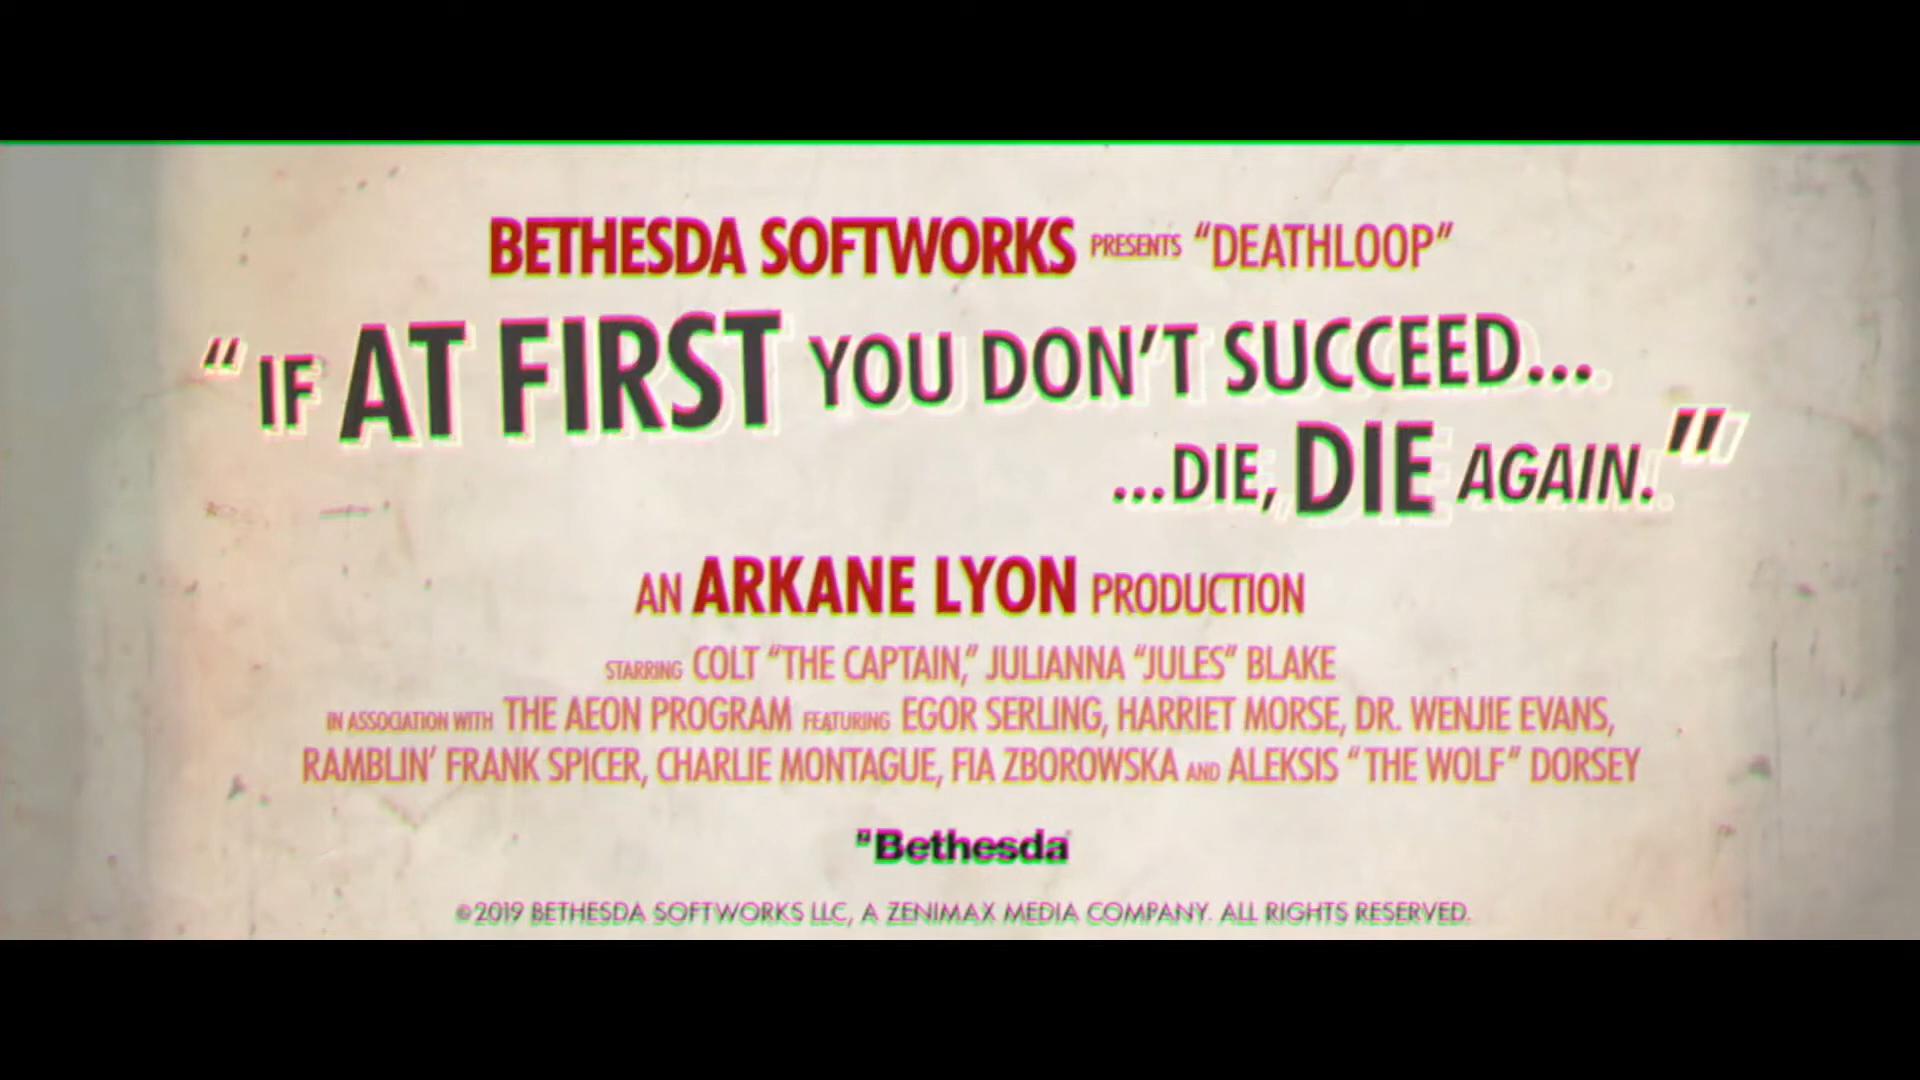 BETHESDA SOFTWORKS PRESENTS "DEATHLOOP"
"IF AT FIRST YOU DON'T SUCCEED...
...DIE, DIE AGAIN."
AN ARKANE LYON PRODUCTION
STARRING COLT "THE CAPTAIN," JULIANNA "JULES" BLAKE
IN ASSOCIATION WITH THE AEON PROGRAM FEATURING EGOR SERLING, HARRIET MORSE, DR. WENJIE EVANS,
RAMBLIN' FRANK SPICER, CHARLIE MONTAGUE, FIA ZBOROWSKA AND ALEKSIS "THE WOLF" DORSEY
Bethesda
©2019 BETHESDA SOFTWORKS LLC, A ZENIMAX MEDIA COMPANY. ALL RIGHTS RESERVED.